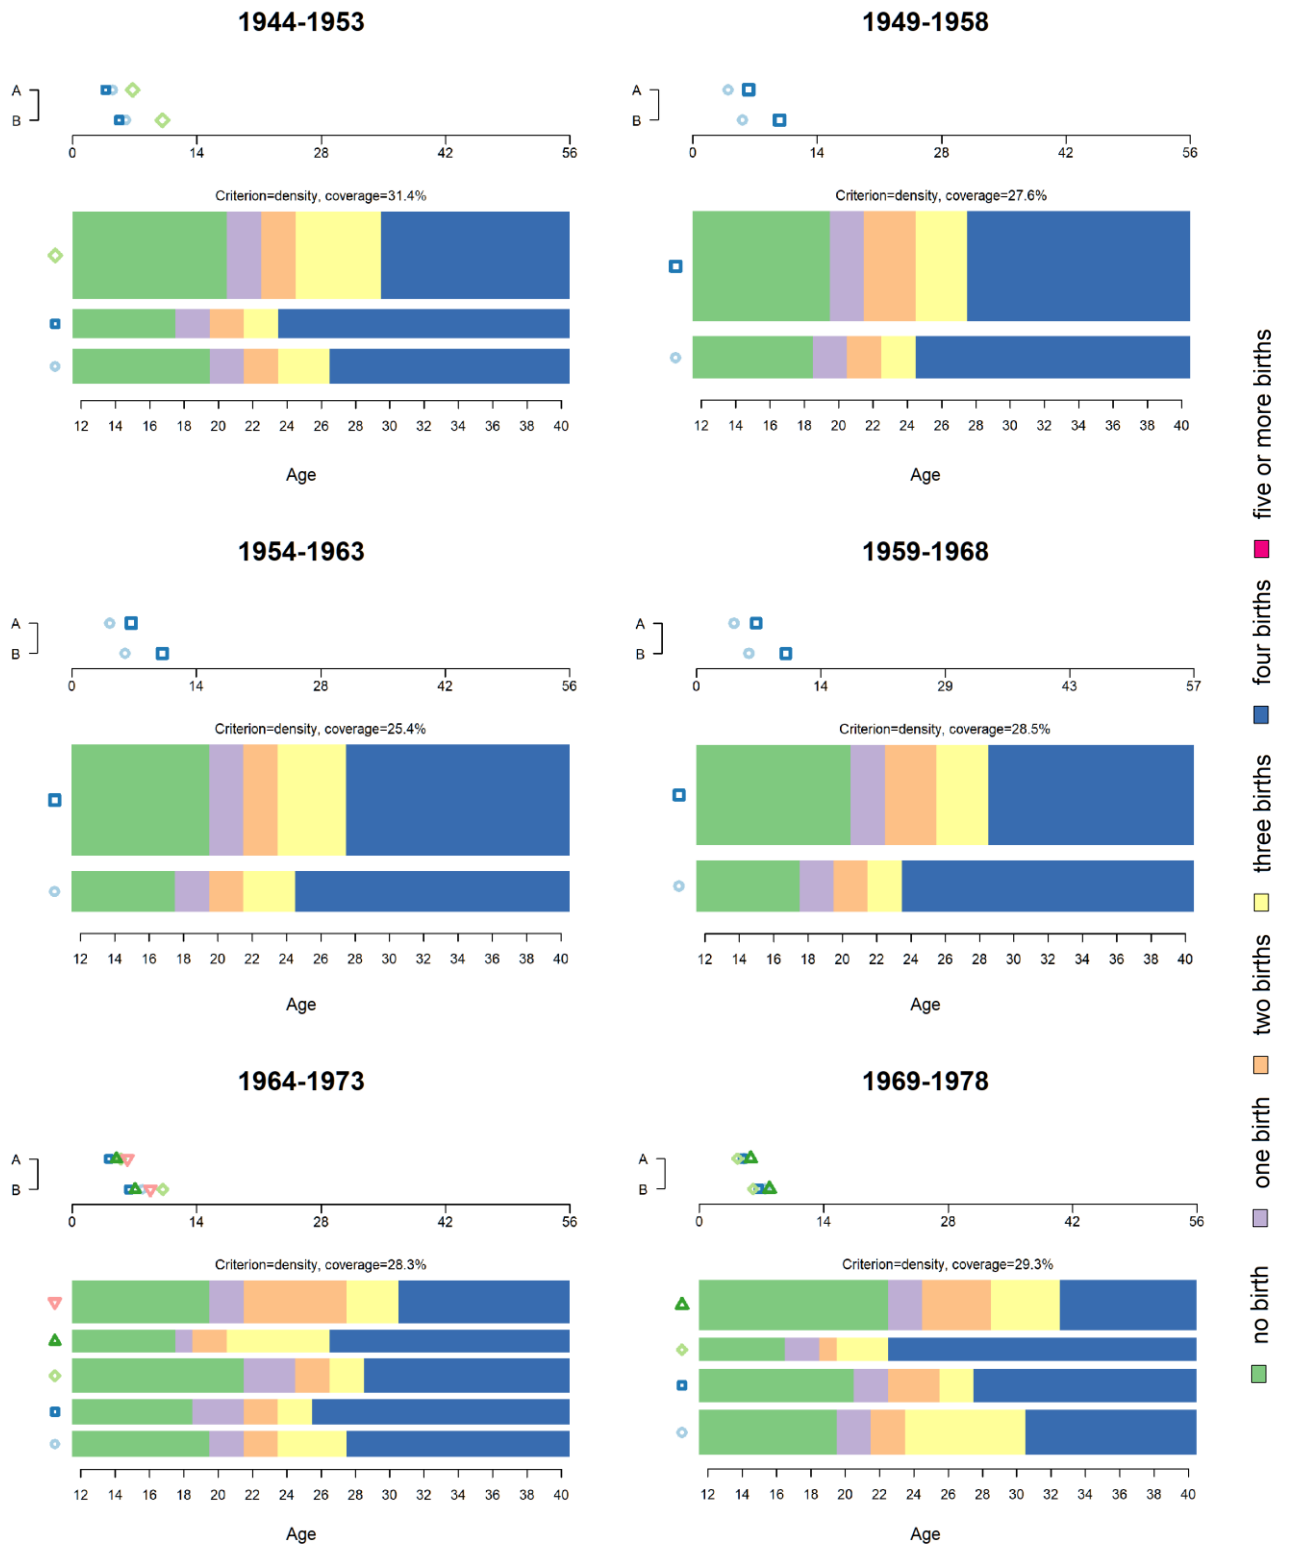 1944-1953
A
B
0 14 28 42 56
Criterion=density, coverage=31.4%
12 14 16 18 20 22 24 26 28 30 32 34 36 38 40
Age
1949-1958
A
B
0 14 28 42 56
Criterion=density, coverage=27.6%
12 14 16 18 20 22 24 26 28 30 32 34 36 38 40
Age
1954-1963
A
B
0 14 28 42 56
Criterion=density, coverage=25.4%
12 14 16 18 20 22 24 26 28 30 32 34 36 38 40
Age
1959-1968
A
B
0 14 29 43 57
Criterion=density, coverage=28.5%
12 14 16 18 20 22 24 26 28 30 32 34 36 38 40
Age
1964-1973
A
B
0 14 28 42 56
Criterion=density, coverage=28.3%
12 14 16 18 20 22 24 26 28 30 32 34 36 38 40
Age
1969-1978
A
B
0 14 28 42 56
Criterion=density, coverage=29.3%
12 14 16 18 20 22 24 26 28 30 32 34 36 38 40
Age
no birth one birth two births three births four births five or more births